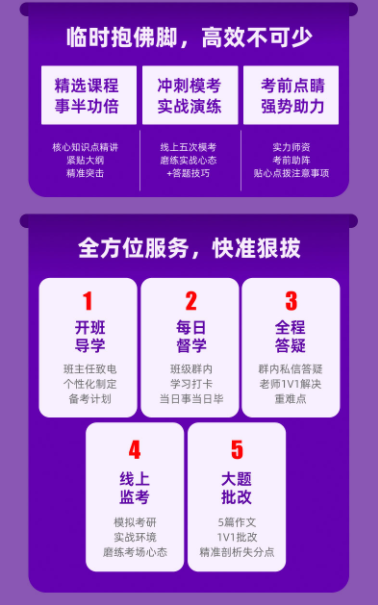 临时抱佛脚，高效不可少
精选课程
事半功倍
冲刺模考
实战演练
考前点睛
强势助力
核心知识点精讲
紧贴大纲
精准突击
线上五次模考
磨练实战心态
+答题技巧
实力师资
考前助阵
贴心点拨注意事项
全方位服务，快准狠拔
1
开班
导学
班主任致电
个性化制定
备考计划
2
每日
督学
班级群内
学习打卡
当日事当日毕
3
全程
答疑
群内私信答疑
老师1V1解决
重难点
4
线上
监考
模拟考研
实战环境
磨练考场心态
5
大题
批改
5篇作文
1V1批改
精准剖析失分点